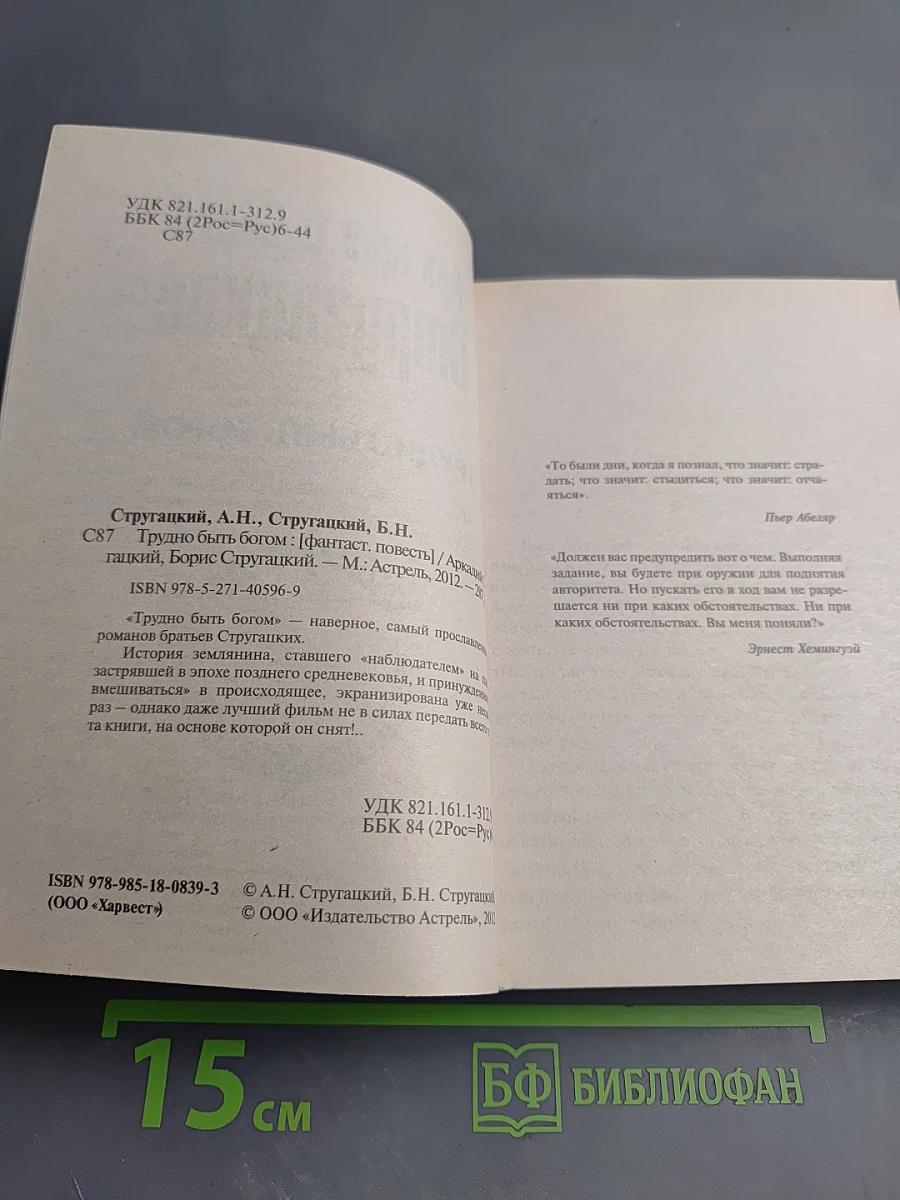 УДК 821.161.1-312.9
ББК 84 (2Рос=Рус)6-44
С87
Стругацкий, А.Н., Стругацкий, Б.Н.
С87 Трудно быть богом : [фантаст. повесть] / Аркадий
гацкий, Борис Стругацкий. — М.: Астрель, 2012. —
ISBN 978-5-271-40596-9
«Трудно быть богом» — наверное, самый прославлен
романов братьев Стругацких.
История землянина, ставшего «наблюдателем» на
застрявшей в эпохе позднего средневековья, и принужден
вмешиваться» в происходящее, экранизирована уже
раз — однако даже лучший фильм не в силах передать всего
та книги, на основе которой он снят!..
УДК 821.161.1-312.
ББК 84 (2Рос=Рус)
ISBN 978-985-18-0839-3
(ООО «Харвест»)
© А.Н. Стругацкий, Б.Н. Стругацкий
© ООО «Издательство Астрель», 2012
«То были дни, когда я познал, что значит: стра-
дать; что значит: стыдиться; что значит: отча-
яться».
Пьер Абеляр
«Должен вас предупредить вот о чем. Выполняя
задание, вы будете при оружии для поднятия
авторитета. Но пускать его в ход вам не разре-
шается ни при каких обстоятельствах. Ни при
каких обстоятельствах. Вы меня поняли?»
Эрнест Хемингуэй
15 см
БФ БИБЛИОФАН